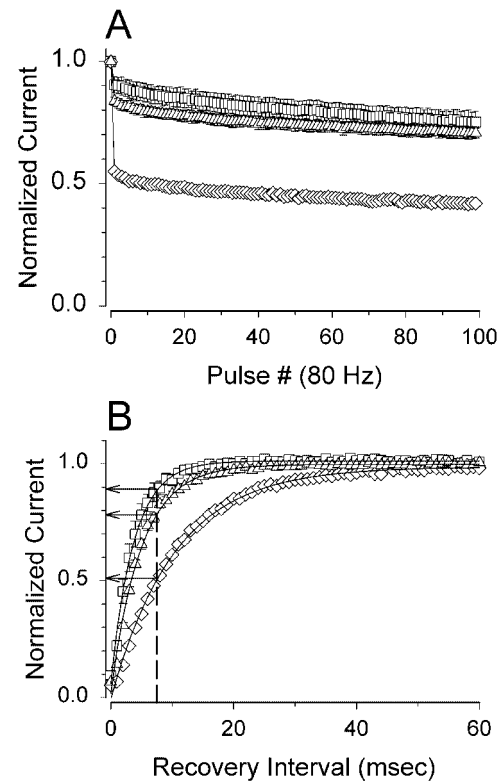 A
Normalized Current
1.0
0.5
0.0
0 20 40 60 80 100
Pulse # (80 Hz)
B
Normalized Current
1.0
0.5
0.0
0 20 40 60
Recovery Interval (msec)